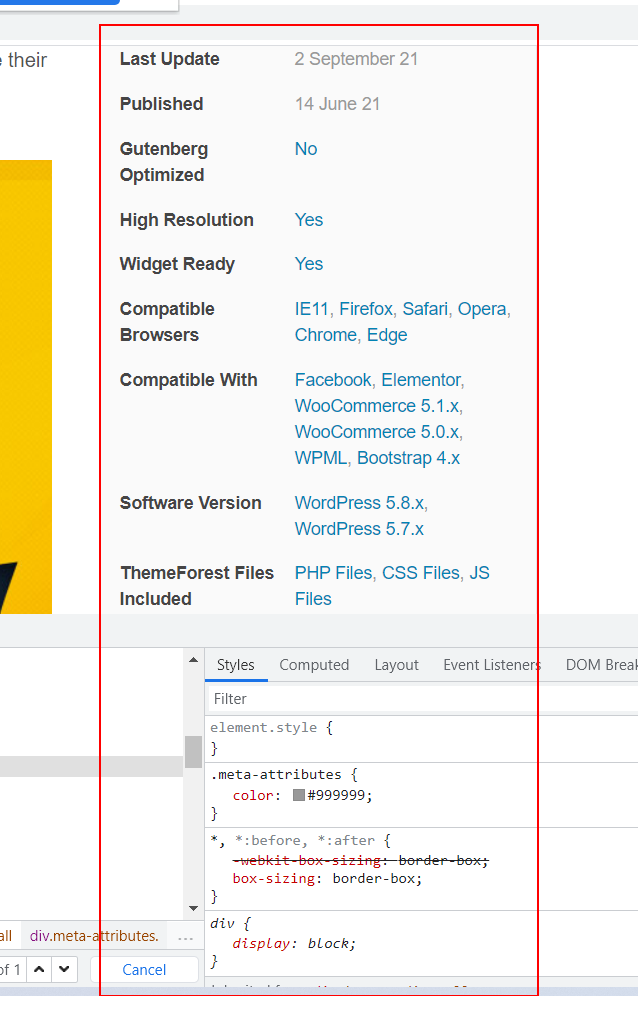 e their
Last Update 2 September 21
Published 14 June 21
Gutenberg Optimized No
High Resolution Yes
Widget Ready Yes
Compatible Browsers IE11, Firefox, Safari, Opera,
Chrome, Edge
Compatible With Facebook, Elementor,
WooCommerce 5.1.x,
WooCommerce 5.0.x,
WPML, Bootstrap 4.x
Software Version WordPress 5.8.x,
WordPress 5.7.x
ThemeForest Files Included PHP Files, CSS Files, JS
Files
Styles Computed Layout Event Listeners DOM Break
Filter
element.style {
}
.meta-attributes {
color: #999999;
}
*, *:before, *:after {
-webkit-box-sizing: border-box;
box-sizing: border-box;
}
div {
display: block;
}
all div.meta-attributes. ...
of 1 Cancel